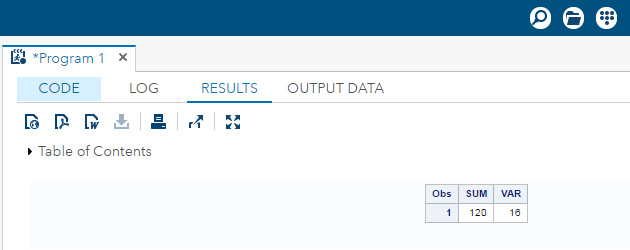 *Program 1
CODE LOG RESULTS OUTPUT DATA
Table of Contents
Obs SUM VAR
1 120 16